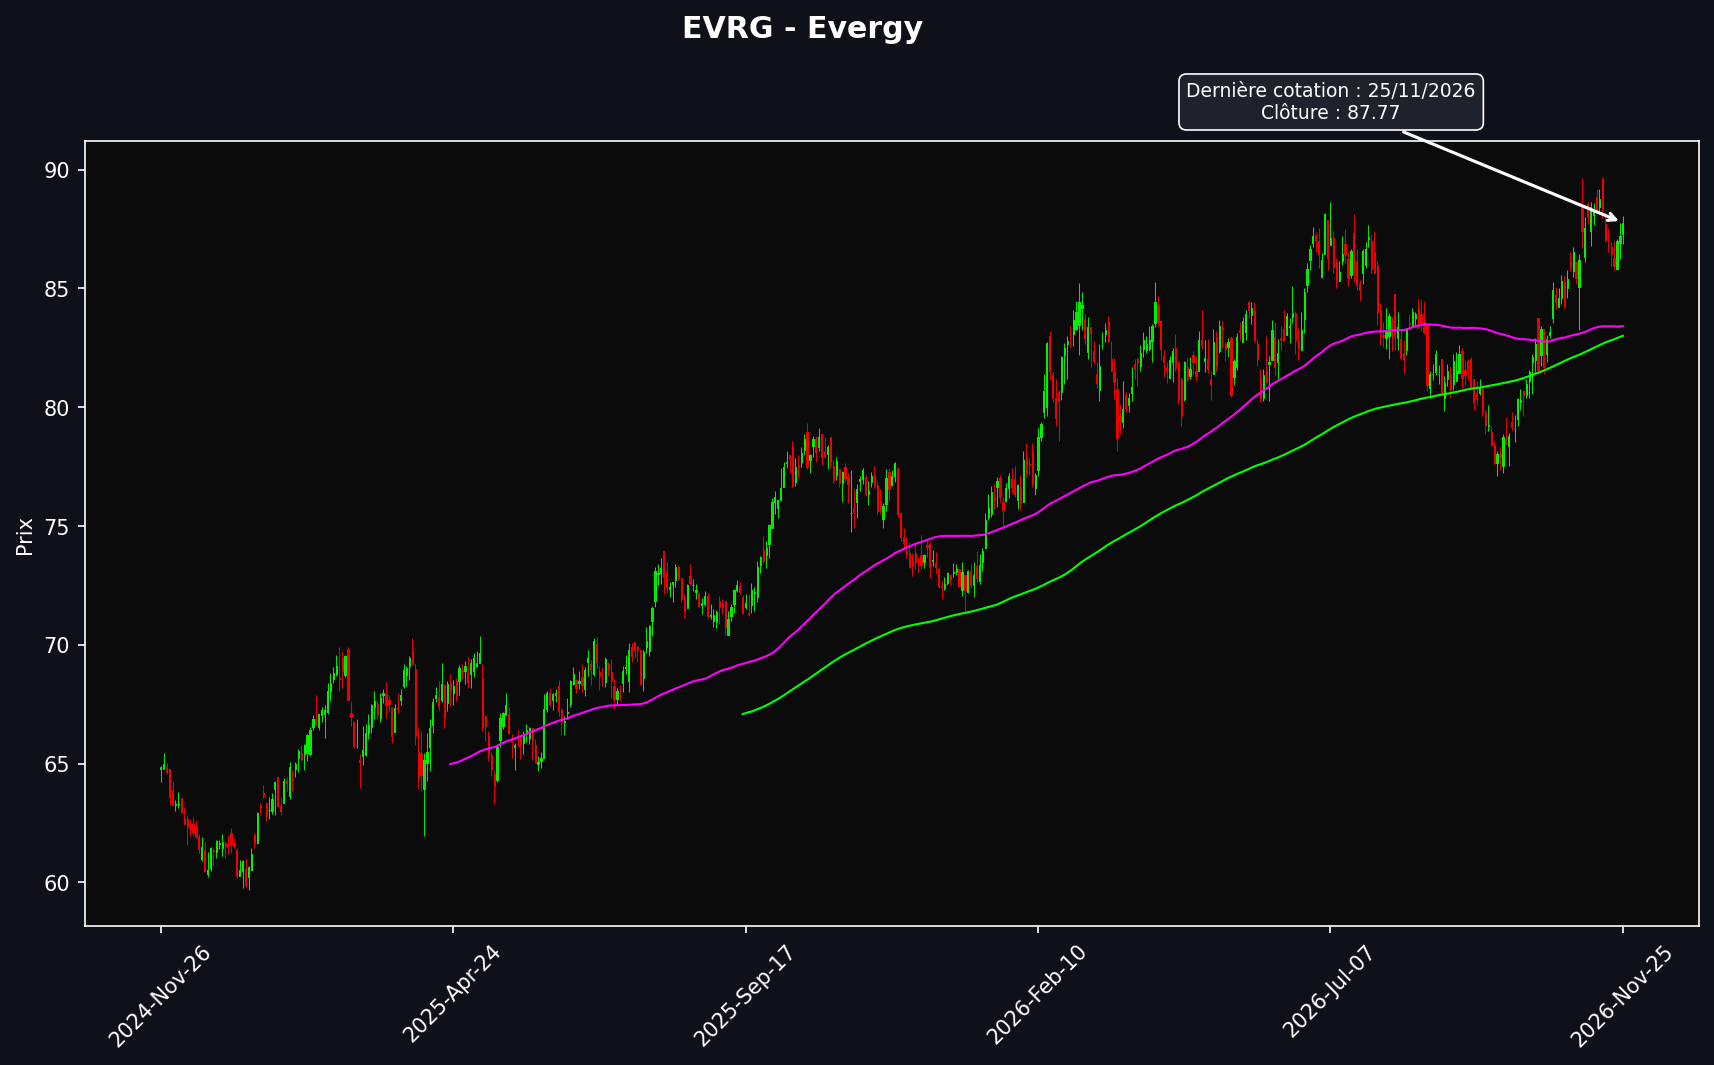 EVRG - Evergy
Dernière cotation : 25/11/2026
Clôture : 87.77
Prix
90
85
80
75
70
65
60
2024-Nov-26
2025-Apr-24
2025-Sep-17
2026-Feb-10
2026-Jul-07
2026-Nov-25